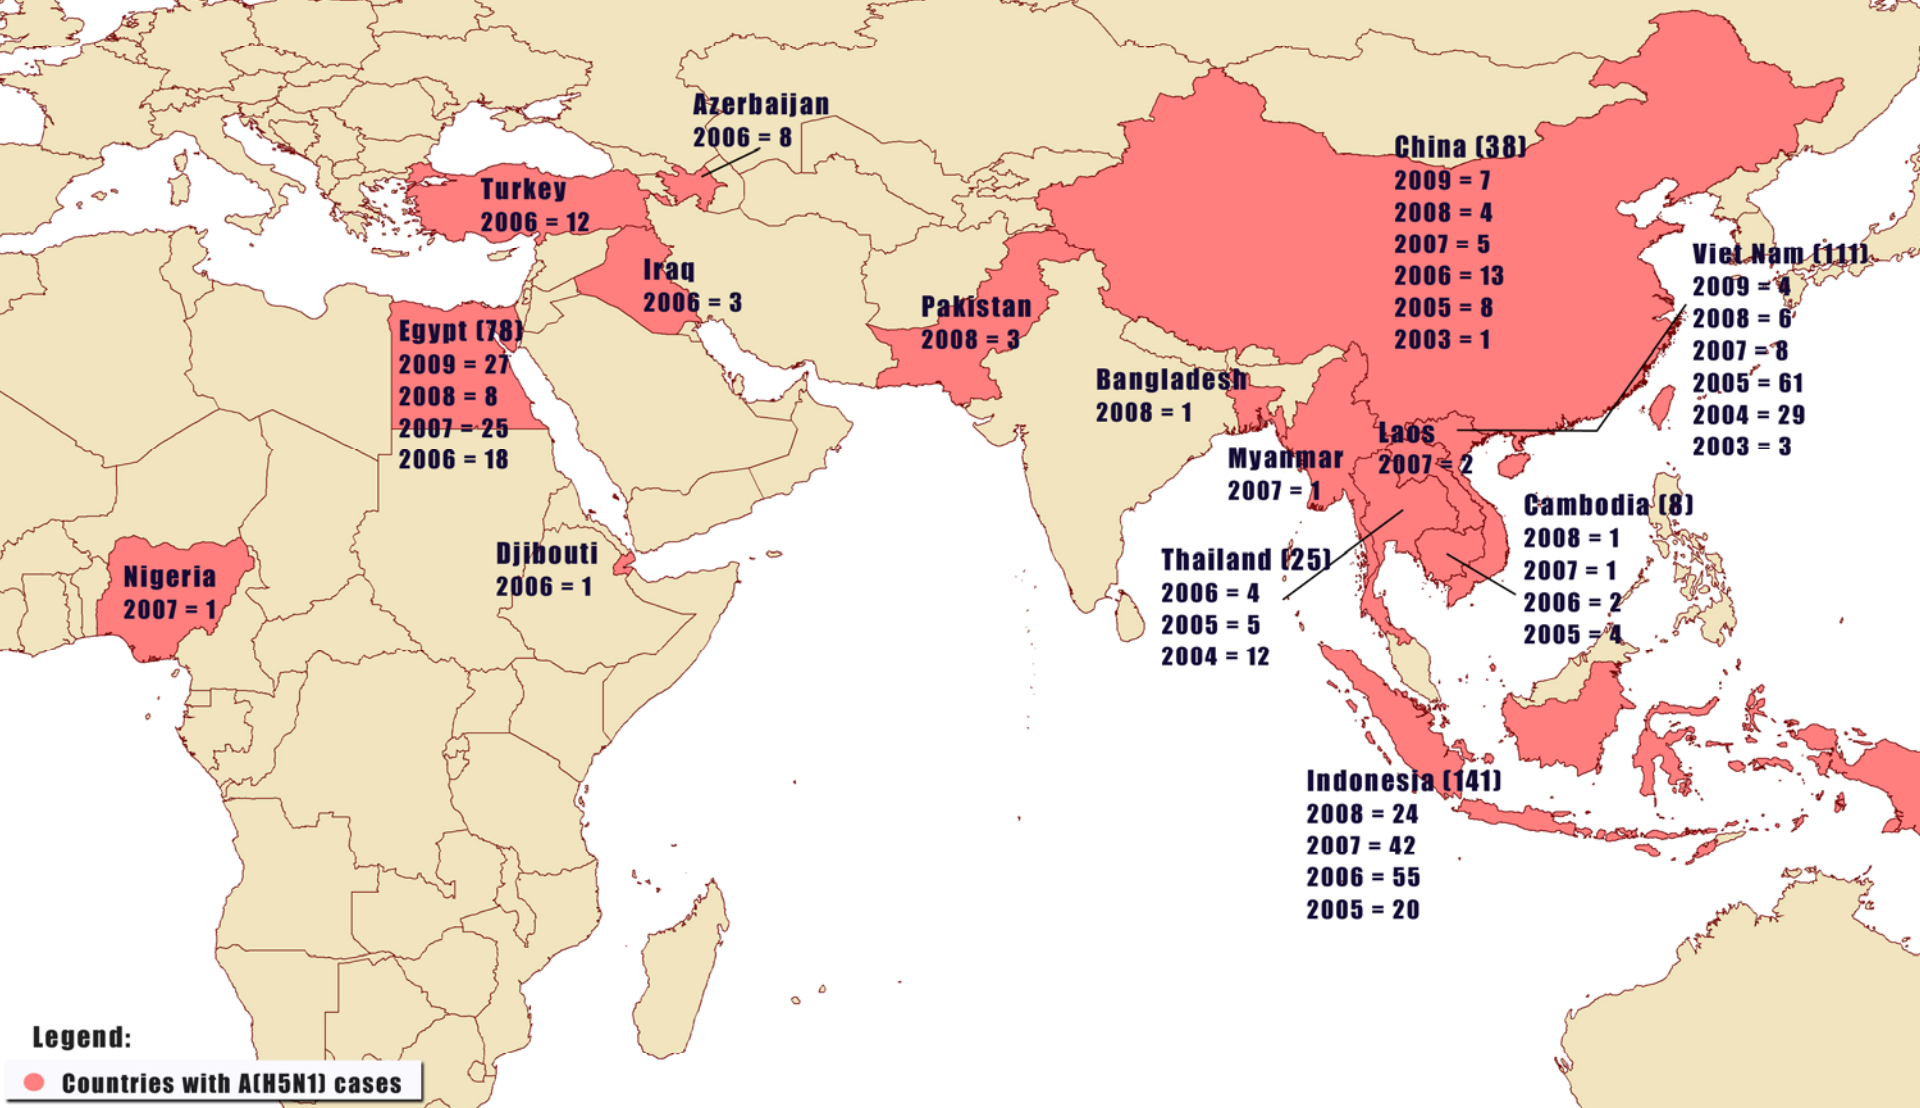 Azerbaijan
2006 = 8
Turkey
2006 = 12
Iraq
2006 = 3
Egypt (78)
2009 = 27
2008 = 8
2007 = 25
2006 = 18
Pakistan
2008 = 3
China (38)
2009 = 7
2008 = 4
2007 = 5
2006 = 13
2005 = 8
2003 = 1
Viet Nam (111)
2009 = 4
2008 = 6
2007 = 8
2005 = 61
2004 = 29
2003 = 3
Bangladesh
2008 = 1
Myanmar
2007 = 1
Laos
2007 = 2
Nigeria
2007 = 1
Djibouti
2006 = 1
Thailand (25)
2006 = 4
2005 = 5
2004 = 12
Cambodia (8)
2008 = 1
2007 = 1
2006 = 2
2005 = 4
Indonesia (141)
2008 = 24
2007 = 42
2006 = 55
2005 = 20
Legend:
Countries with A(H5N1) cases